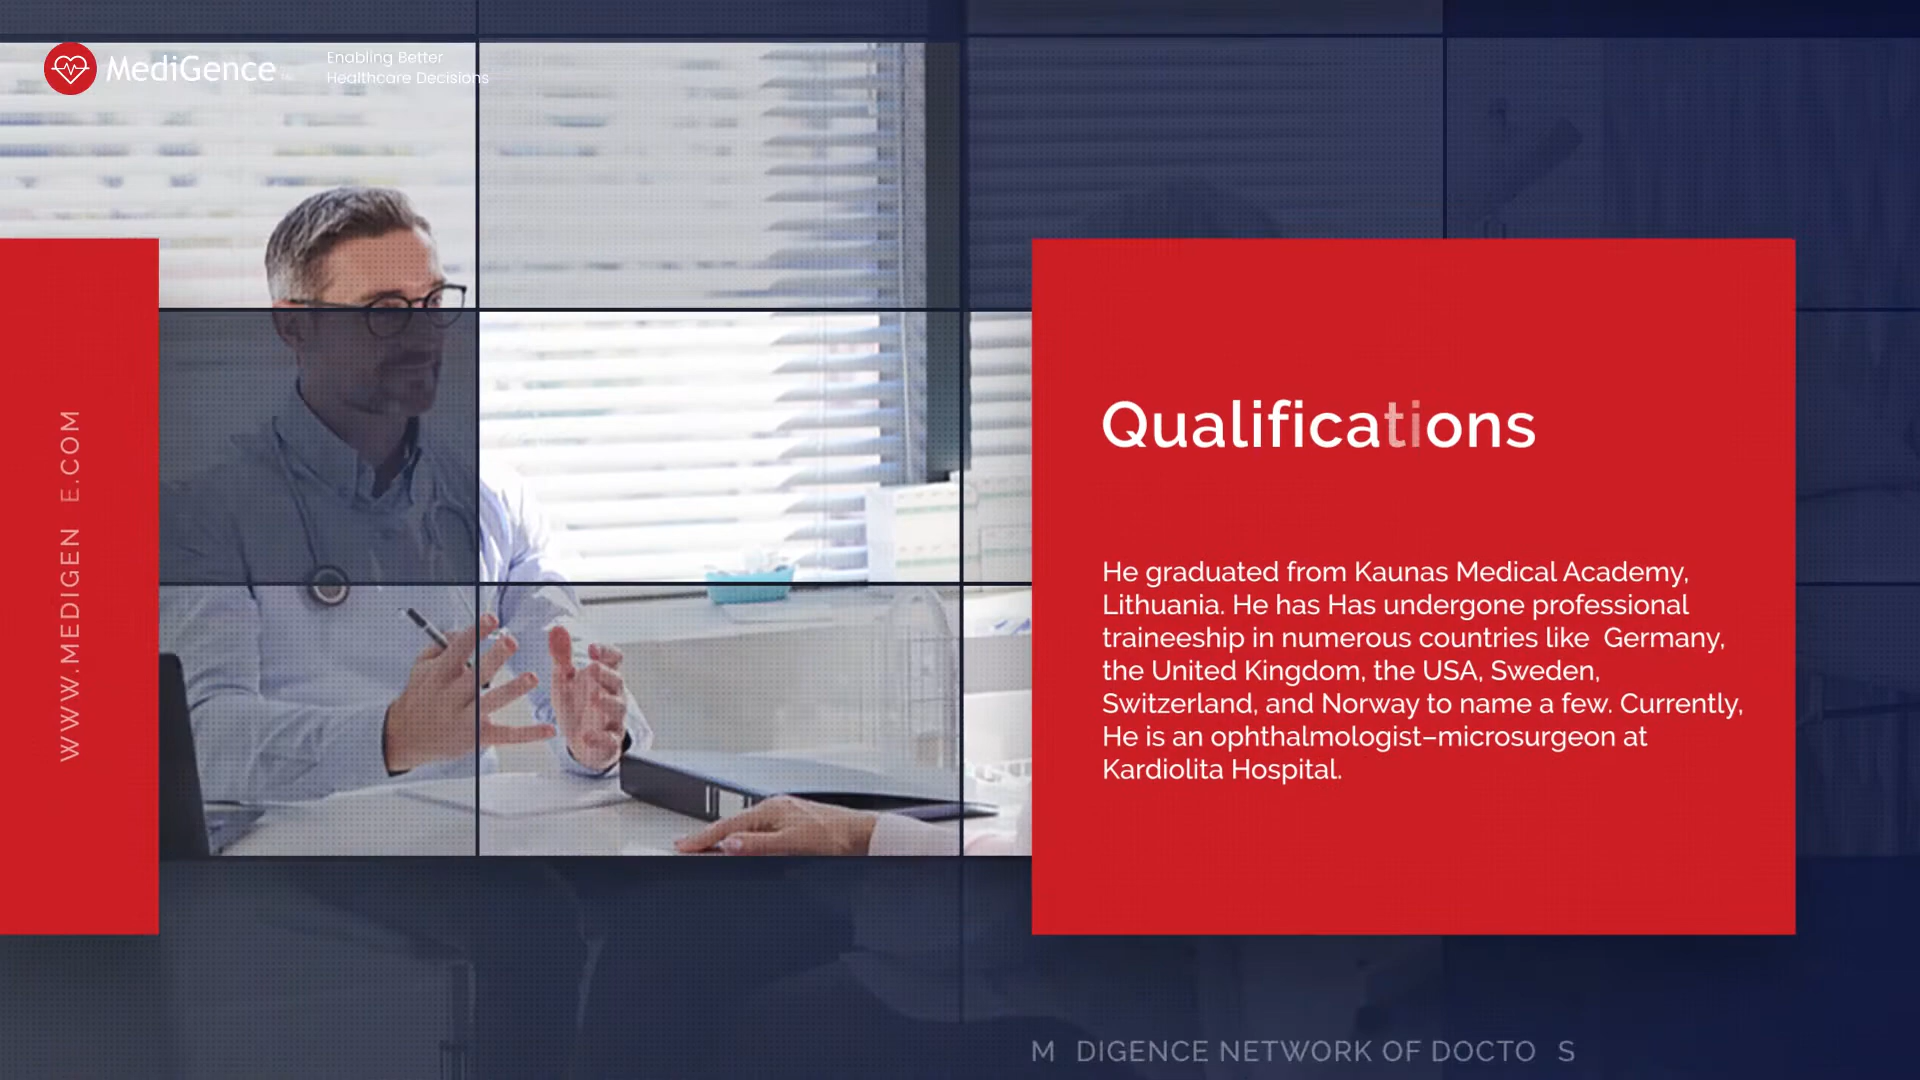 MediGence
Enabling Better
Healthcare Decisions
WWW.MEDIGEN E.COM
Qualifications
He graduated from Kaunas Medical Academy,
Lithuania. He has Has undergone professional
traineeship in numerous countries like  Germany,
the United Kingdom, the USA, Sweden,
Switzerland, and Norway to name a few. Currently,
He is an ophthalmologist–microsurgeon at
Kardiolita Hospital.
M DIGENCE NETWORK OF DOCTO S